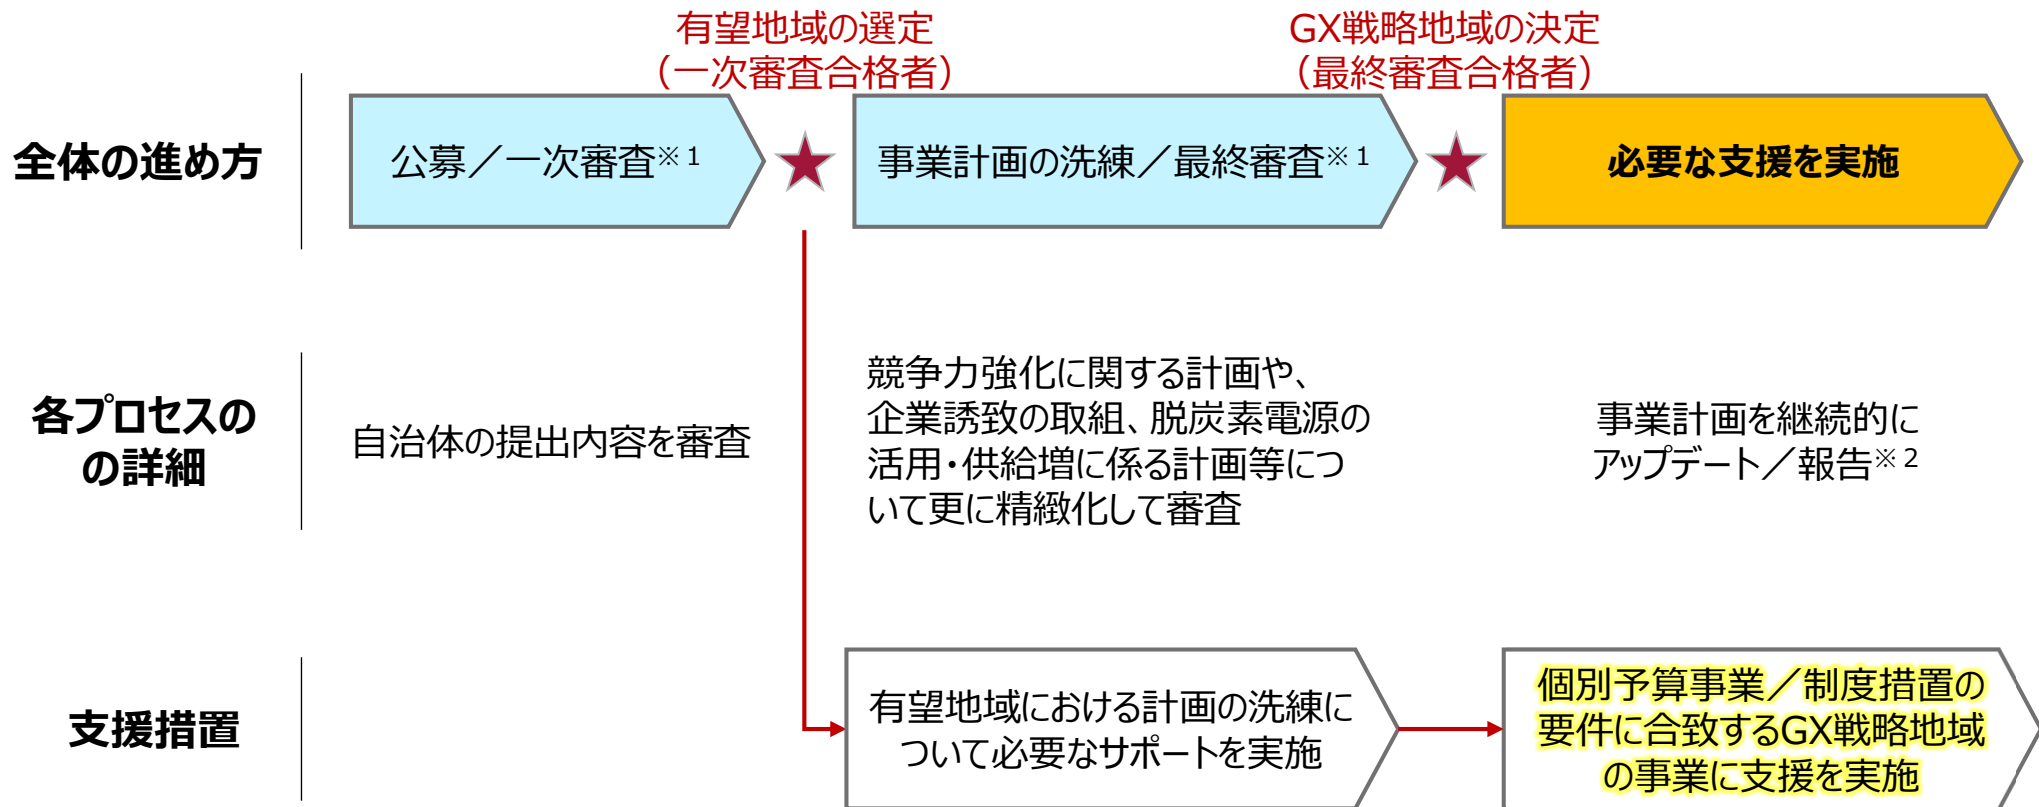 有望地域の選定
（一次審査合格者）
GX戦略地域の決定
（最終審査合格者）
全体の進め方
公募／一次審査※１
事業計画の洗練／最終審査※１
必要な支援を実施
各プロセスの
の詳細
自治体の提出内容を審査
競争力強化に関する計画や、
企業誘致の取組、脱炭素電源の
活用・供給増に係る計画等につ
いて更に精緻化して審査
事業計画を継続的に
アップデート／報告※２
支援措置
有望地域における計画の洗練に
ついて必要なサポートを実施
個別予算事業／制度措置の
要件に合致するGX戦略地域
の事業に支援を実施